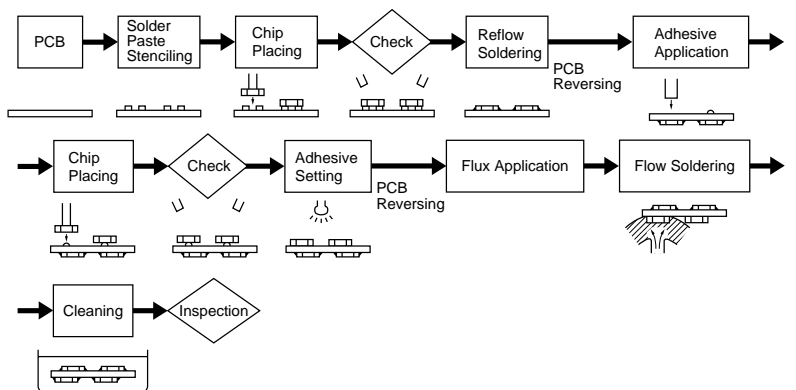 PCB
Solder
Paste
Stenciling
Chip
Placing
Check
Reflow
Soldering
PCB
Reversing
Adhesive
Application
Chip
Placing
Check
Adhesive
Setting
PCB
Reversing
Flux Application
Flow Soldering
Cleaning
Inspection